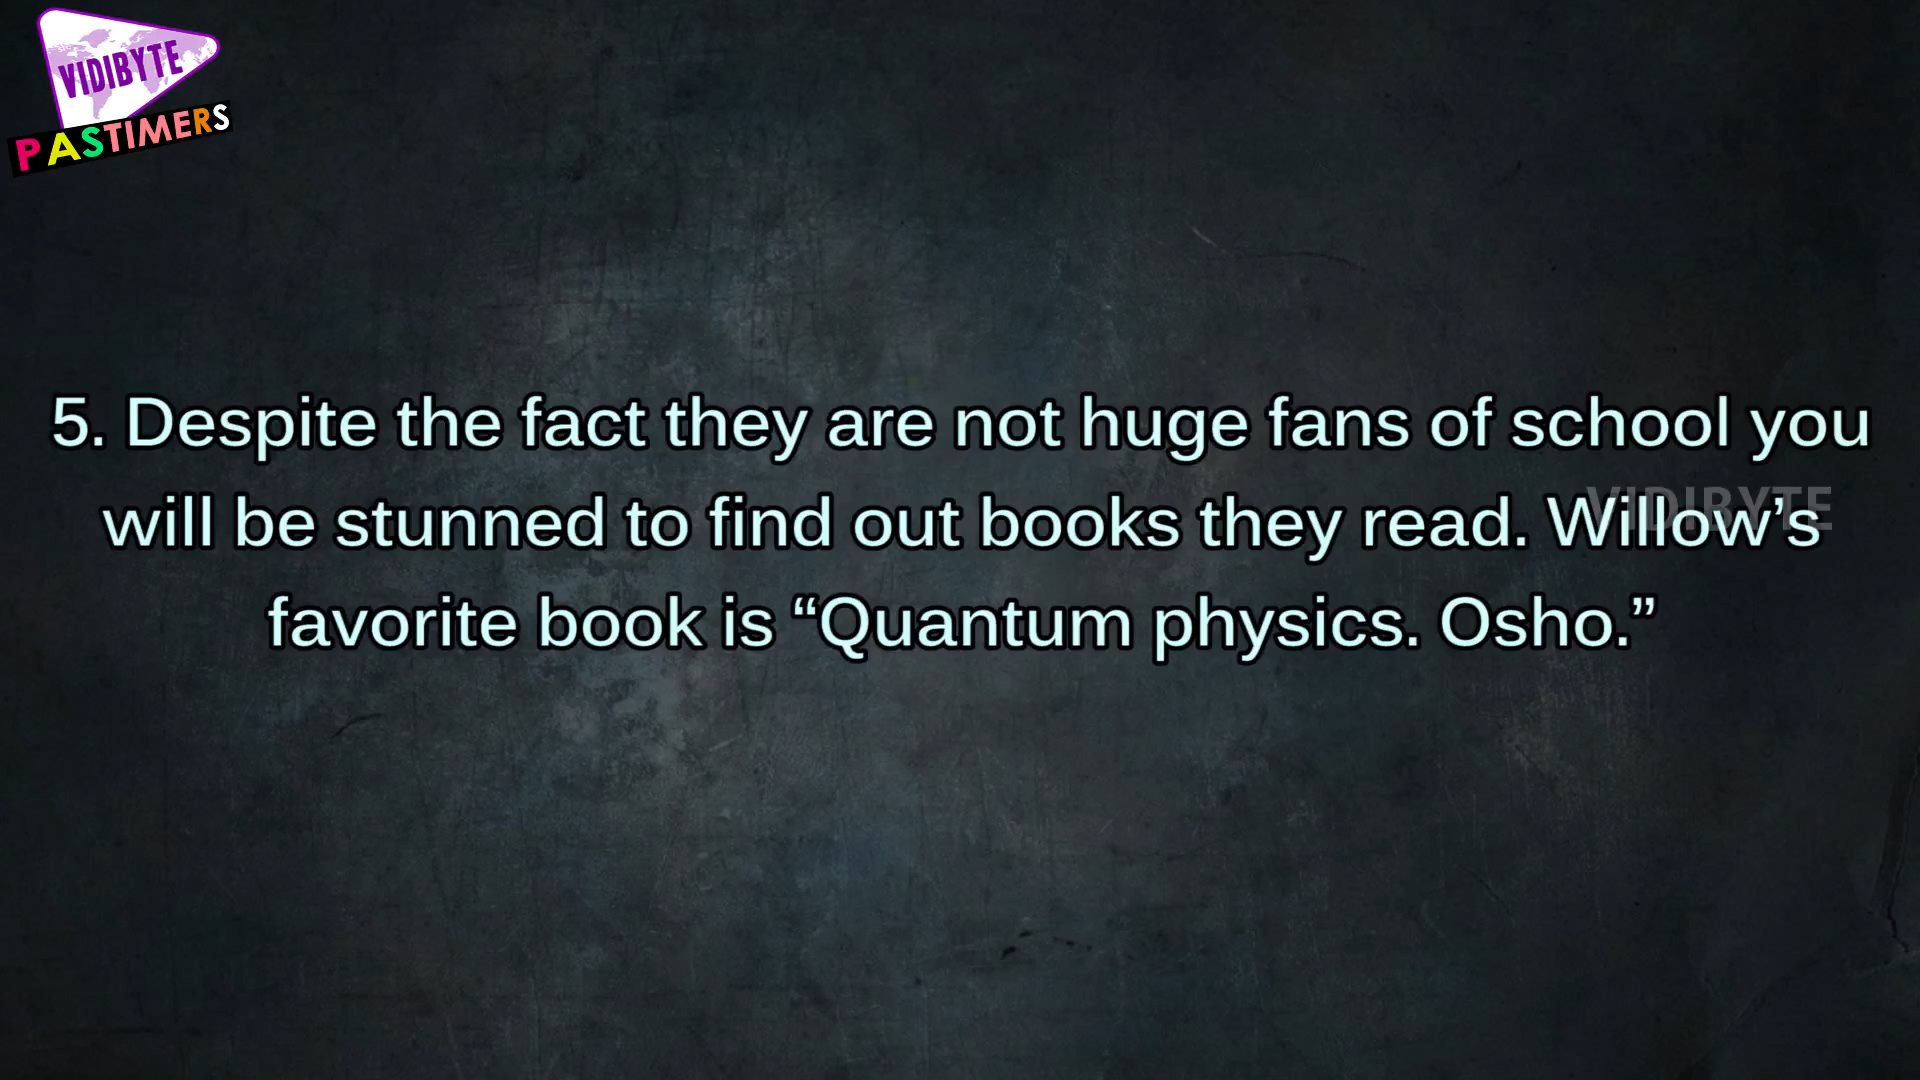 VIDIBYTE
PASTIMERS
5. Despite the fact they are not huge fans of school you
will be stunned to find out books they read. Willow’s
favorite book is “Quantum physics. Osho.”
VIDIBYTE